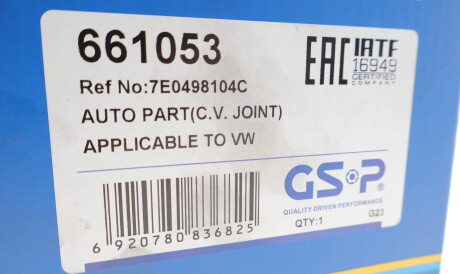 661053
Ref No:7E0498104C
AUTO PART(C.V. JOINT)
APPLICABLE TO VW
EAC IATF
16949
CERTIFIED
COMPANY
GSP
QUALITY DRIVEN PERFORMANCE
QTY:1 G23
6 920780 836825